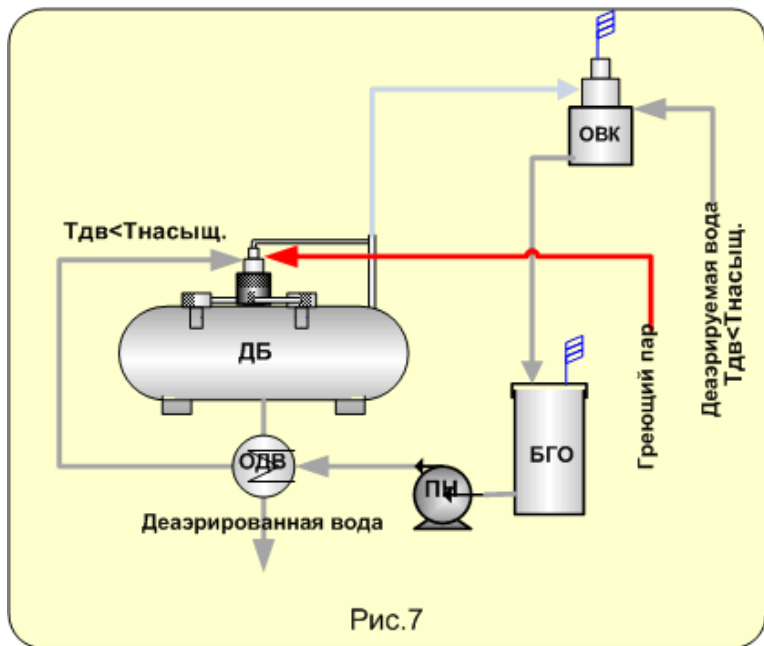 ОВК
Тдв<Тнасыщ.
ДБ
Греющий пар
Деаэрируемая вода
Тдв<Тнасыщ.
БГО
ОДВ
ПН
Деаэрированная вода
Рис.7